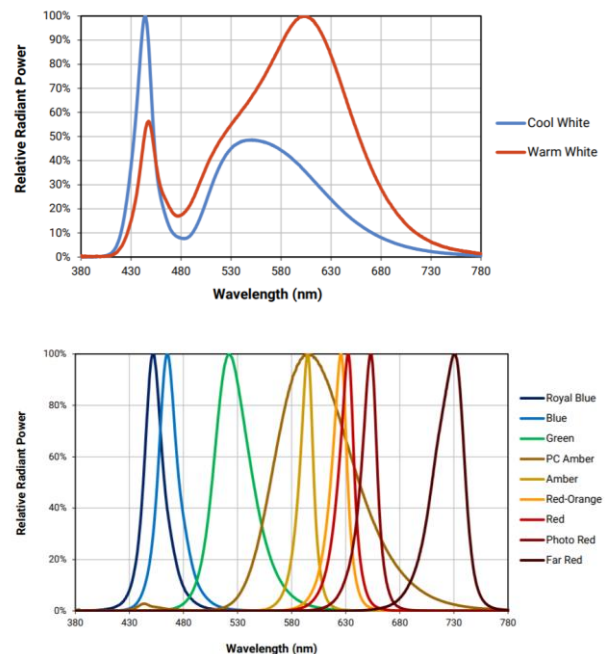 100%
90%
80%
70%
60%
50%
40%
30%
20%
10%
0%
Relative Radiant Power
380 430 480 530 580 630 680 730 780
Wavelength (nm)
Cool White
Warm White
100%
80%
60%
40%
20%
0%
Relative Radiant Power
380 430 480 530 580 630 680 730 780
Wavelength (nm)
Royal Blue
Blue
Green
PC Amber
Amber
Red-Orange
Red
Photo Red
Far Red